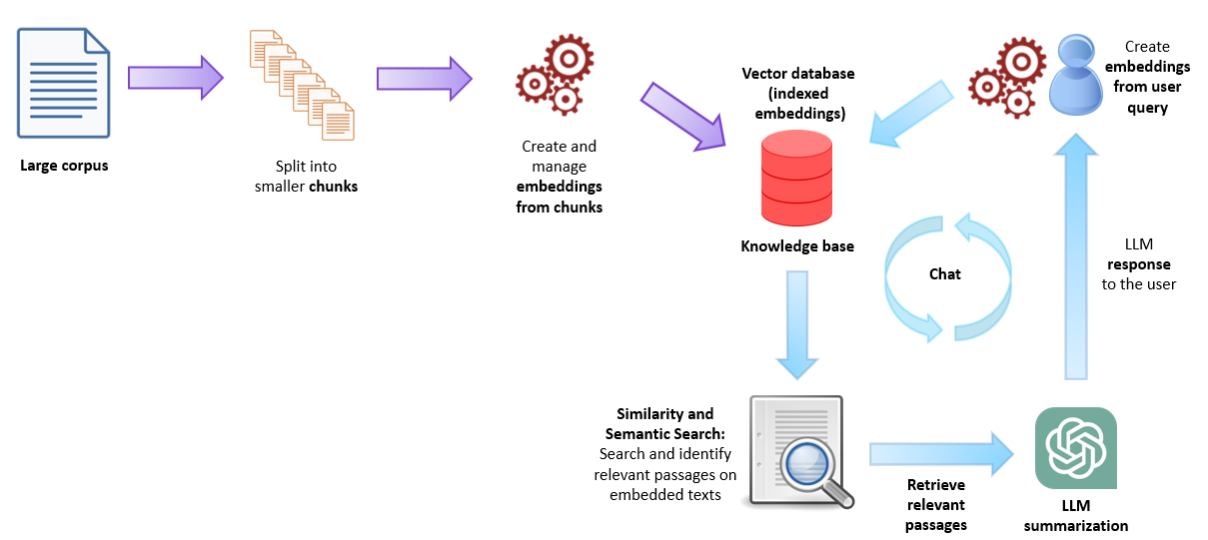 Large corpus
Split into
smaller chunks
Create and
manage
embeddings
from chunks
Vector database
(indexed
embeddings)
Knowledge base
Create
embeddings
from user
query
Chat
LLM
response
to the user
Similarity and
Semantic Search:
Search and identify
relevant passages on
embedded texts
Retrieve
relevant
passages
LLM
summarization